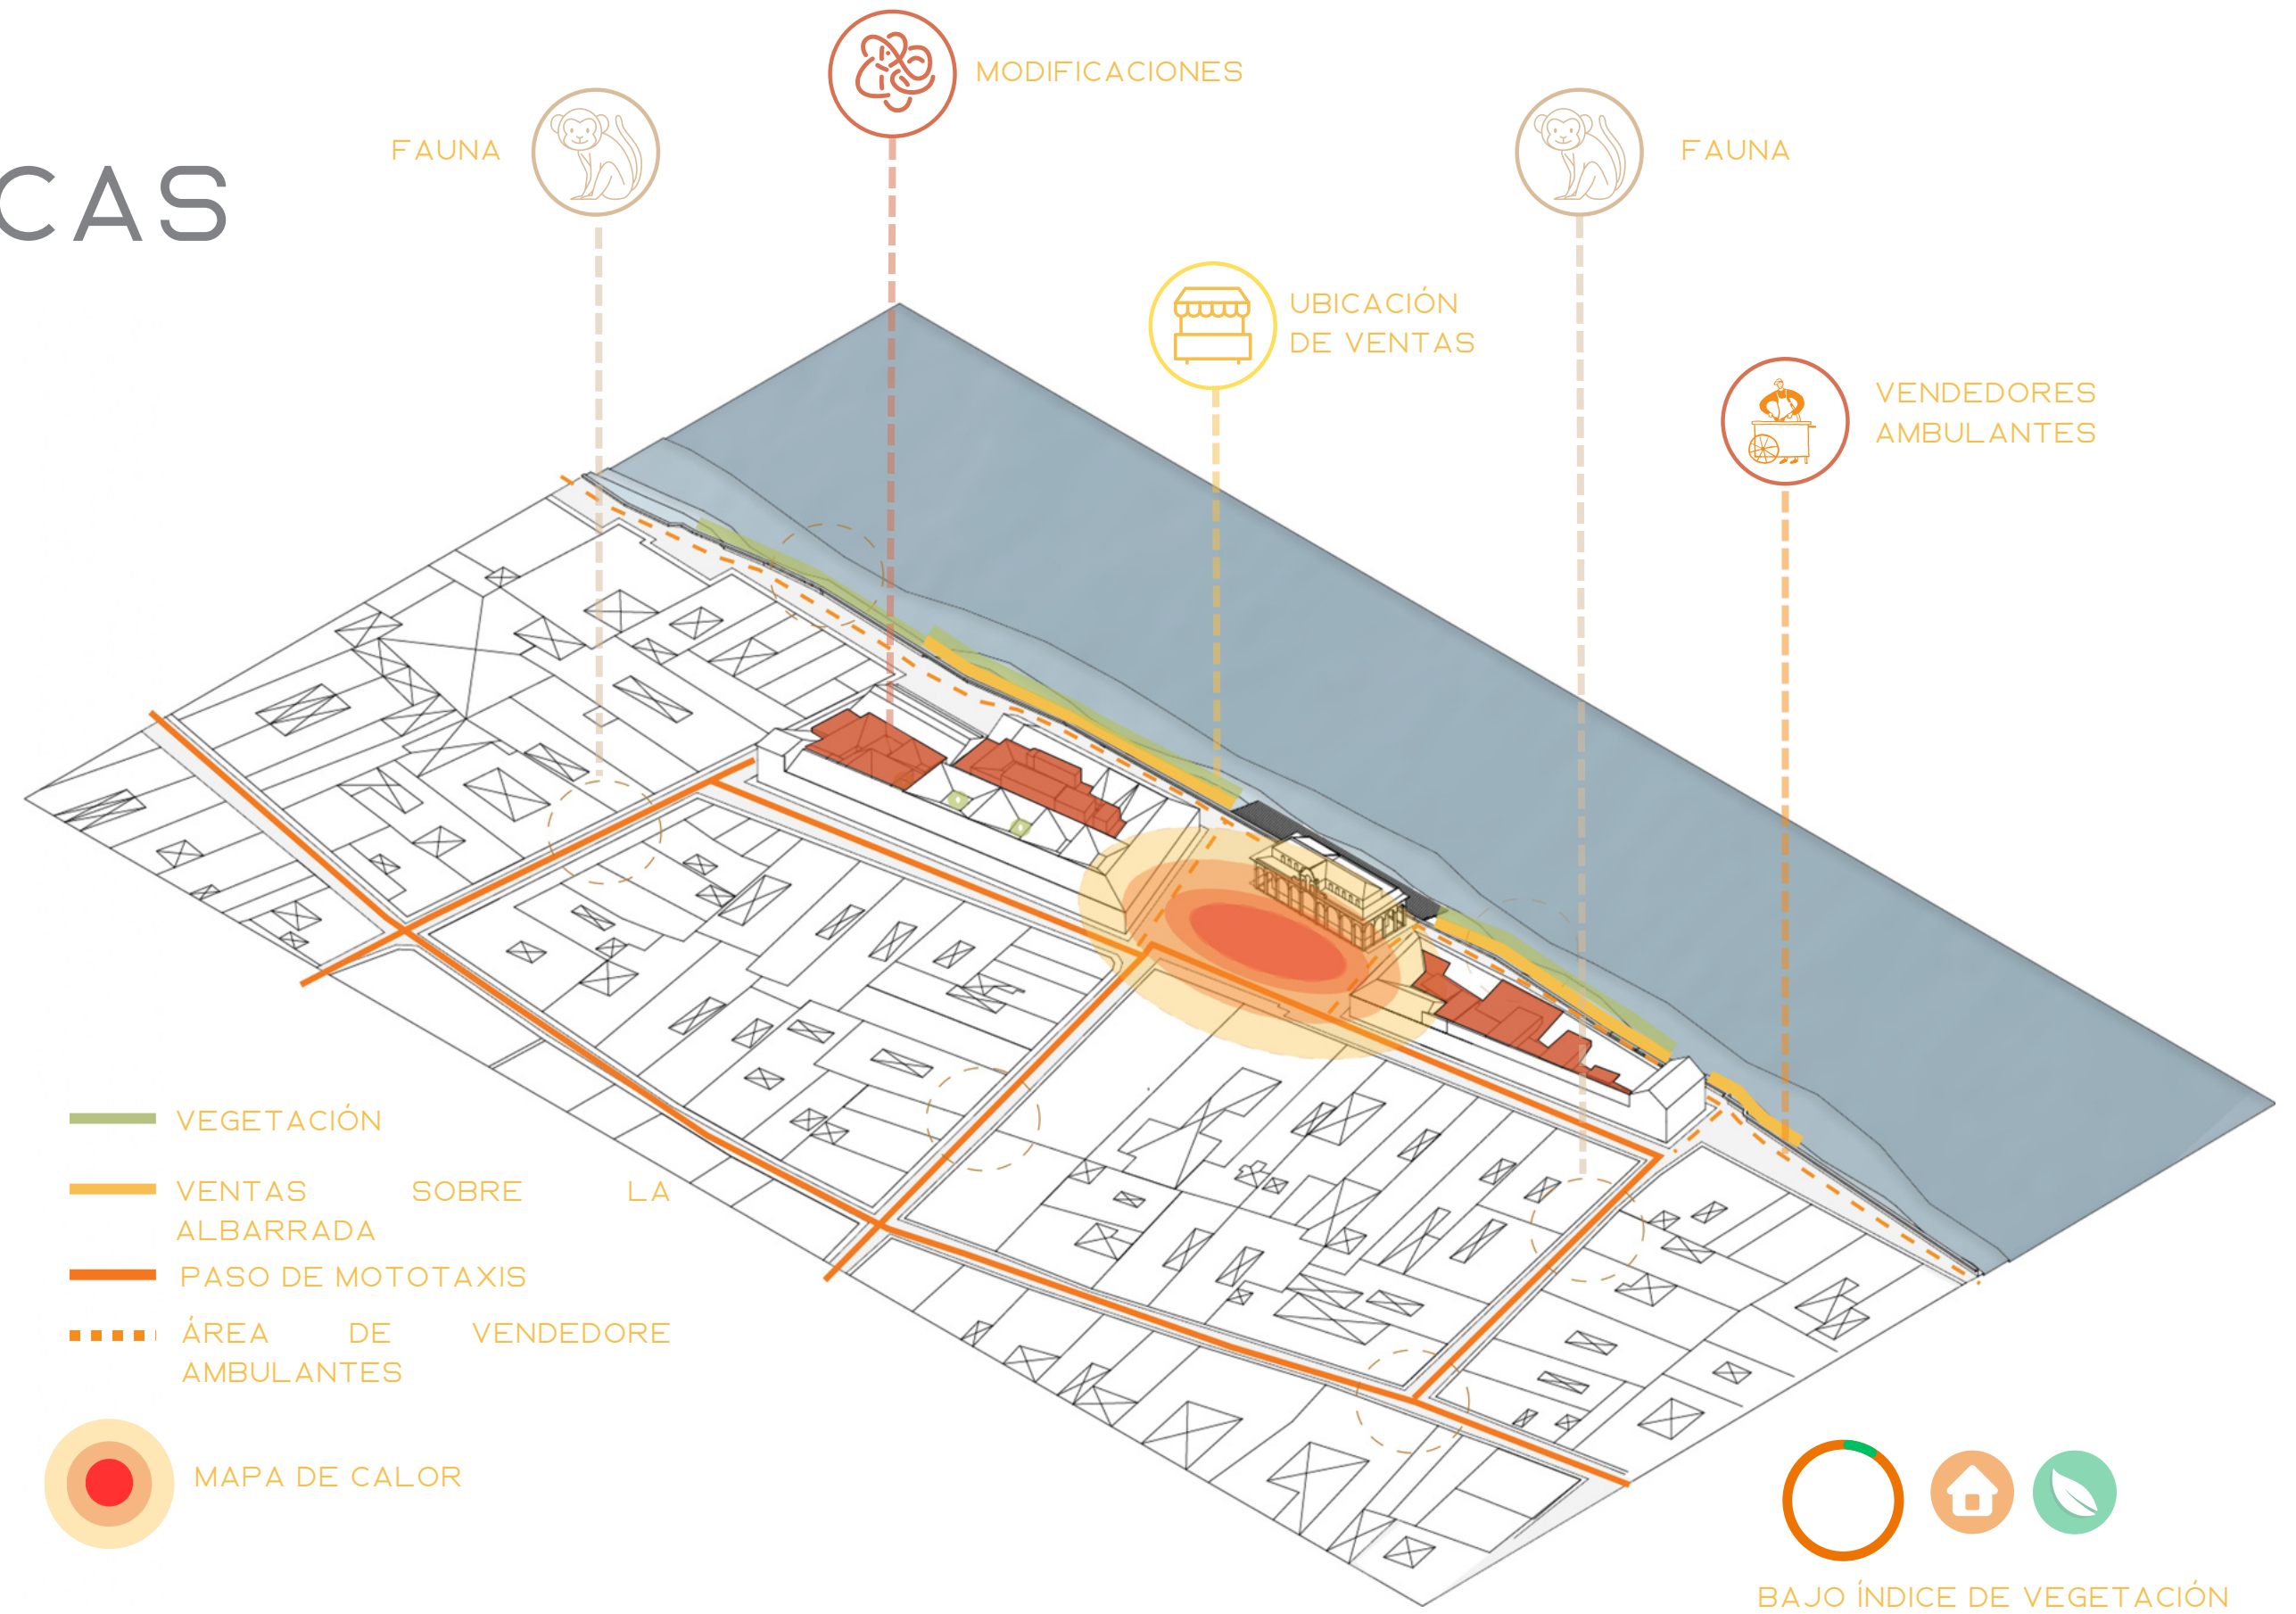 MODIFICACIONES
FAUNA
FAUNA
CAS
UBICACIÓN
DE VENTAS
VENDEDORES
AMBULANTES
VEGETACIÓN
VENTAS SOBRE LA
ALBARRADA
PASO DE MOTOTAXIS
ÁREA DE VENDEDORE
AMBULANTES
MAPA DE CALOR
BAJO ÍNDICE DE VEGETACIÓN